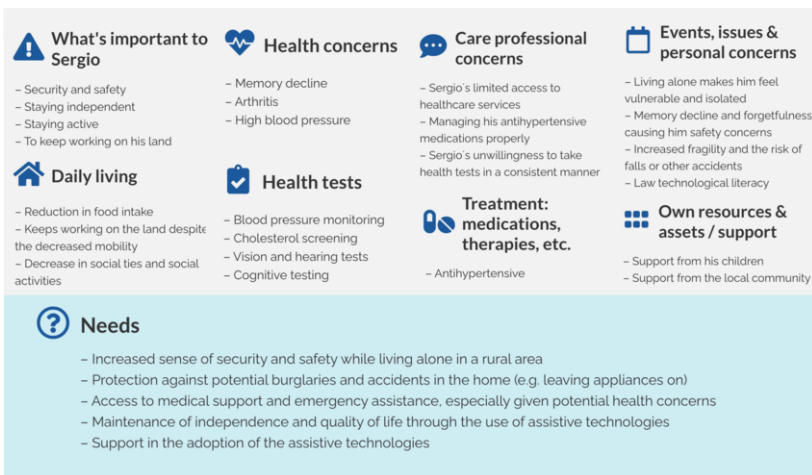 What's important to
Sergio
– Security and safety
– Staying independent
– Staying active
– To keep working on his land
Health concerns
– Memory decline
– Arthritis
– High blood pressure
Care professional
concerns
– Sergio´s limited access to
healthcare services
– Managing his antihypertensive
medications properly
– Sergio´s unwillingness to take
health tests in a consistent manner
Events, issues &
personal concerns
– Living alone makes him feel
vulnerable and isolated
– Memory decline and forgetfulness
causing him safety concerns
– Increased fragility and the risk of
falls or other accidents
– Law technological literacy
Daily living
– Reduction in food intake
– Keeps working on the land despite
the decreased mobility
– Decrease in social ties and social
activities
Health tests
– Blood pressure monitoring
– Cholesterol screening
– Vision and hearing tests
– Cognitive testing
Treatment:
medications,
therapies, etc.
– Antihypertensive
Own resources &
assets / support
– Support from his children
– Support from the local community
Needs
– Increased sense of security and safety while living alone in a rural area
– Protection against potential burglaries and accidents in the home (e.g. leaving appliances on)
– Access to medical support and emergency assistance, especially given potential health concerns
– Maintenance of independence and quality of life through the use of assistive technologies
– Support in the adoption of the assistive technologies